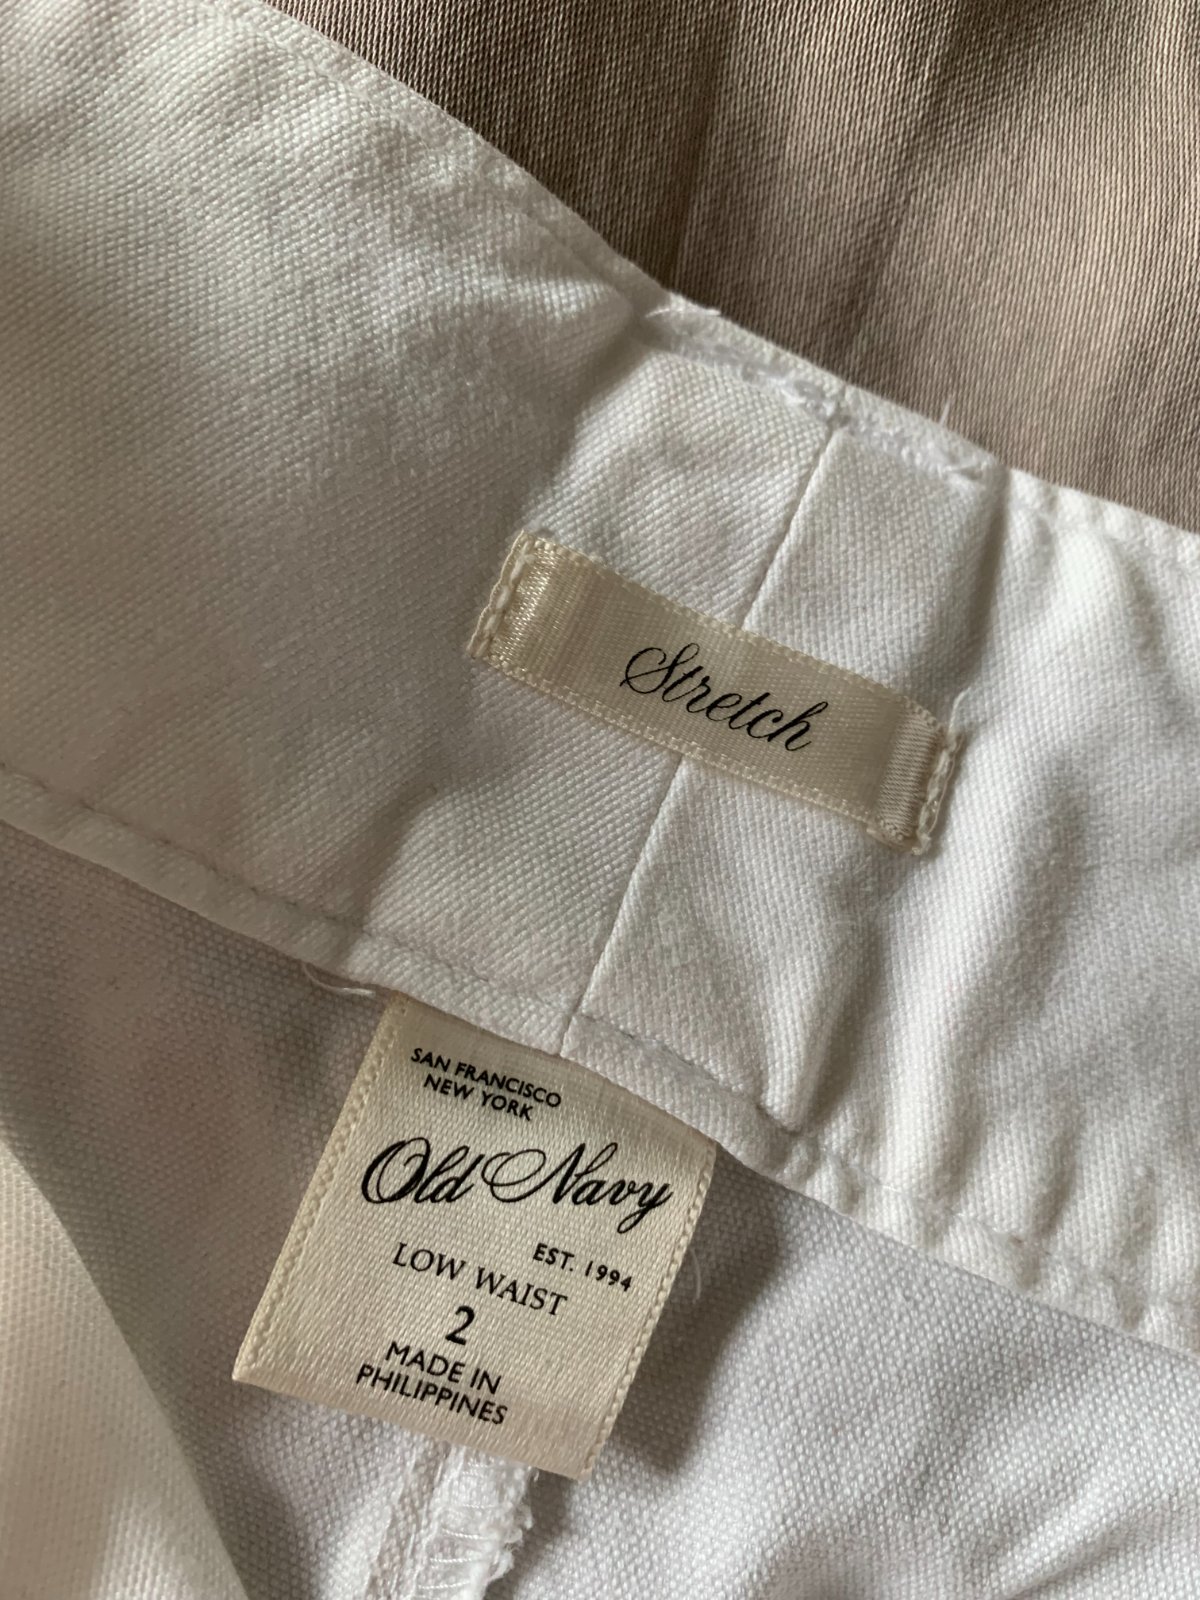 Stretch
SAN FRANCISCO
NEW YORK
Old Navy
EST. 1994
LOW WAIST
2
MADE IN
PHILIPPINES